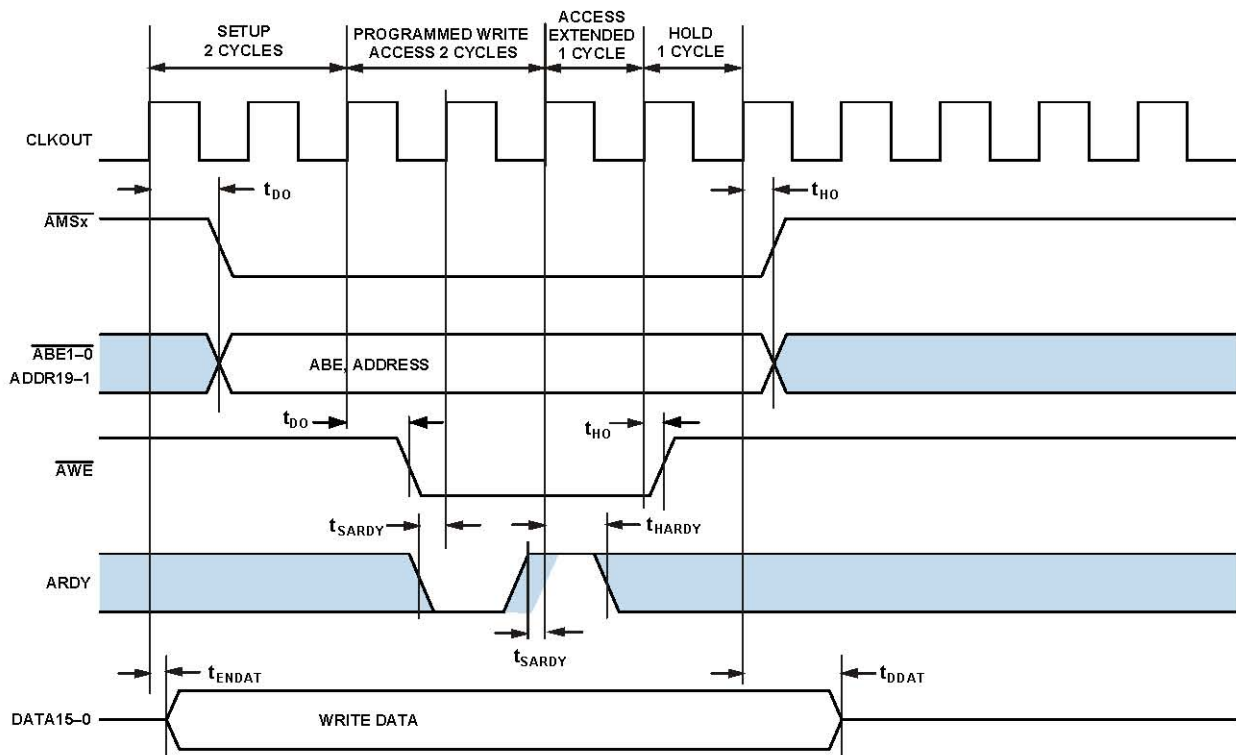 SETUP
2 CYCLES
PROGRAMMED WRITE
ACCESS 2 CYCLES
ACCESS
EXTENDED
1 CYCLE
HOLD
1 CYCLE
CLKOUT
tDO
tHO
AMSx
ABE1–0
ADDR19–1
ABE, ADDRESS
tDO
tHO
AWE
tSARDY
tHARDY
ARDY
tSARDY
tENDAT
tDDAT
DATA15–0
WRITE DATA